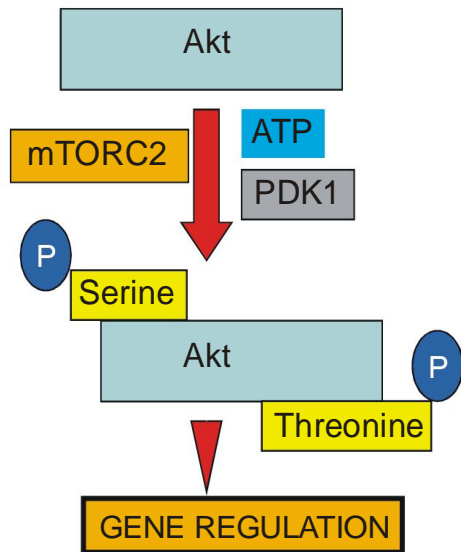 Akt
ATP
mTORC2
PDK1
P
Serine
Akt
P
Threonine
GENE REGULATION